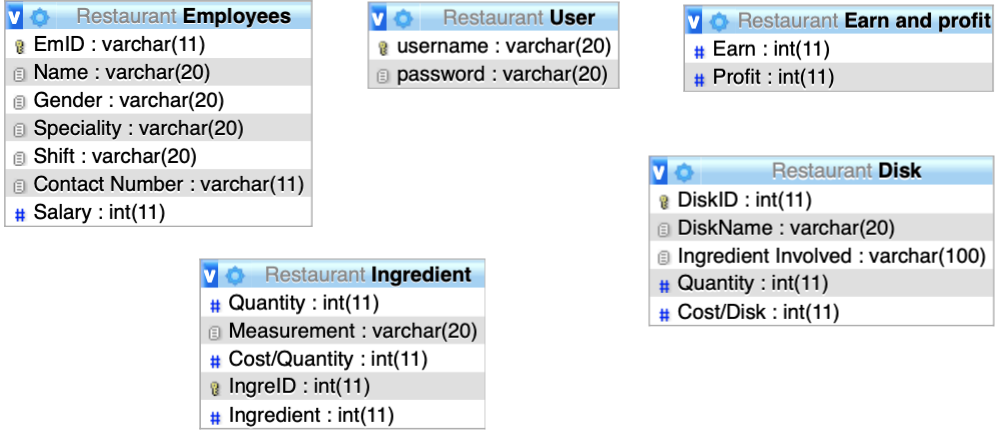 Restaurant Employees
EmID : varchar(11)
Name : varchar(20)
Gender : varchar(20)
Speciality : varchar(20)
Shift : varchar(20)
Contact Number : varchar(11)
# Salary : int(11)
Restaurant User
username : varchar(20)
password : varchar(20)
Restaurant Earn and profit
# Earn : int(11)
# Profit : int(11)
Restaurant Disk
DiskID : int(11)
DiskName : varchar(20)
Ingredient Involved : varchar(100)
# Quantity : int(11)
# Cost/Disk : int(11)
Restaurant Ingredient
# Quantity : int(11)
Measurement : varchar(20)
# Cost/Quantity : int(11)
IngreID : int(11)
# Ingredient : int(11)